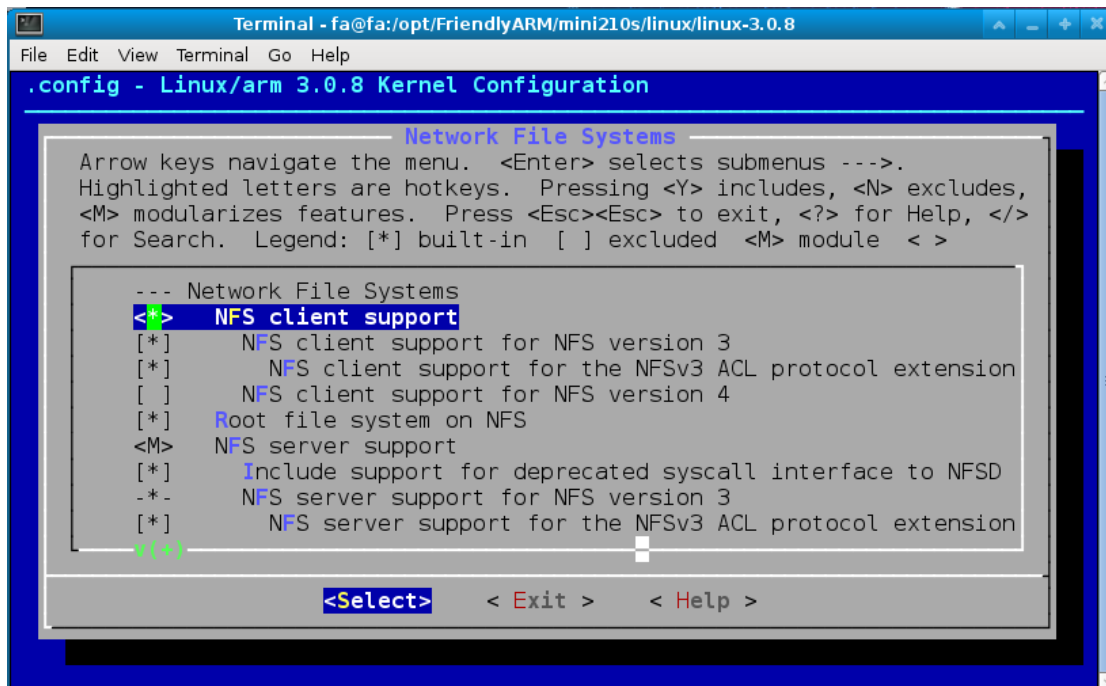 Terminal - fa@fa:/opt/FriendlyARM/mini210s/linux/linux-3.0.8
File Edit View Terminal Go Help
.config - Linux/arm 3.0.8 Kernel Configuration
Network File Systems
Arrow keys navigate the menu. <Enter> selects submenus --->.
Highlighted letters are hotkeys. Pressing <Y> includes, <N> excludes,
<M> modularizes features. Press <Esc><Esc> to exit, <?> for Help, </>
for Search. Legend: [*] built-in [ ] excluded <M> module < >
--- Network File Systems
<*> NFS client support
[*] NFS client support for NFS version 3
[*] NFS client support for the NFSv3 ACL protocol extension
[ ] NFS client support for NFS version 4
[*] Root file system on NFS
<M> NFS server support
[*] Include support for deprecated syscall interface to NFSD
-*- NFS server support for NFS version 3
[*] NFS server support for the NFSv3 ACL protocol extension
v(+)
<Select> < Exit > < Help >